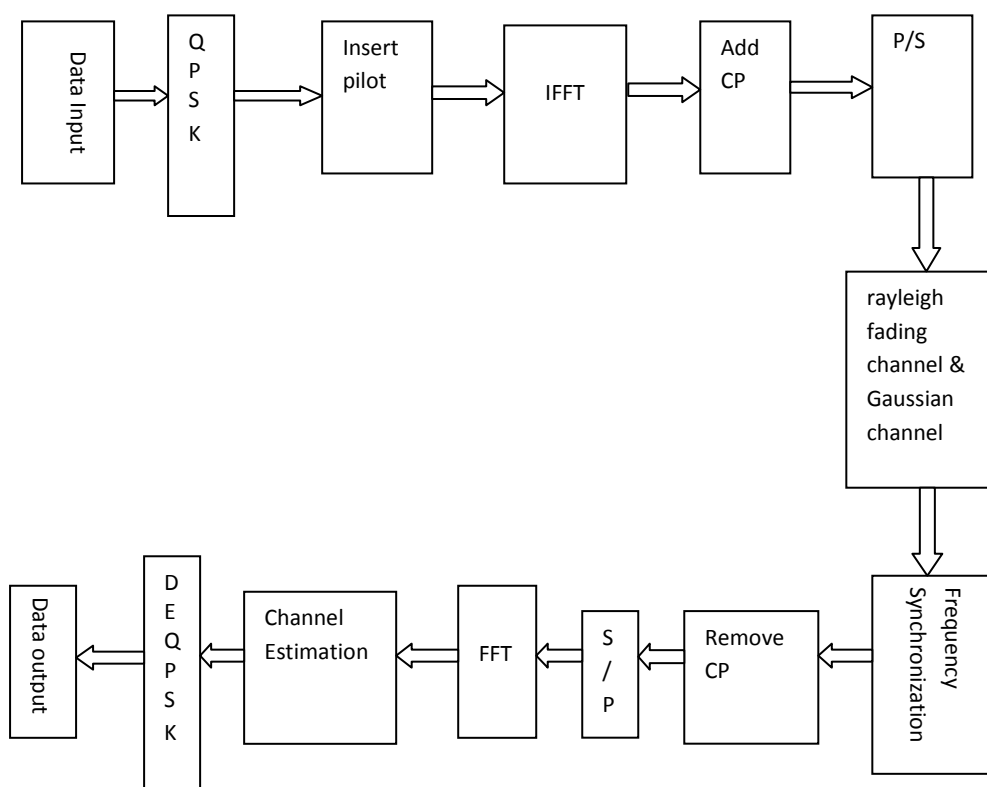 Data Input
Q
P
S
K
Insert
pilot
IFFT
Add
CP
P/S
rayleigh
fading
channel &
Gaussian
channel
Frequency
Synchronization
Remove
CP
S
/
P
FFT
Channel
Estimation
D
E
Q
P
S
K
Data output